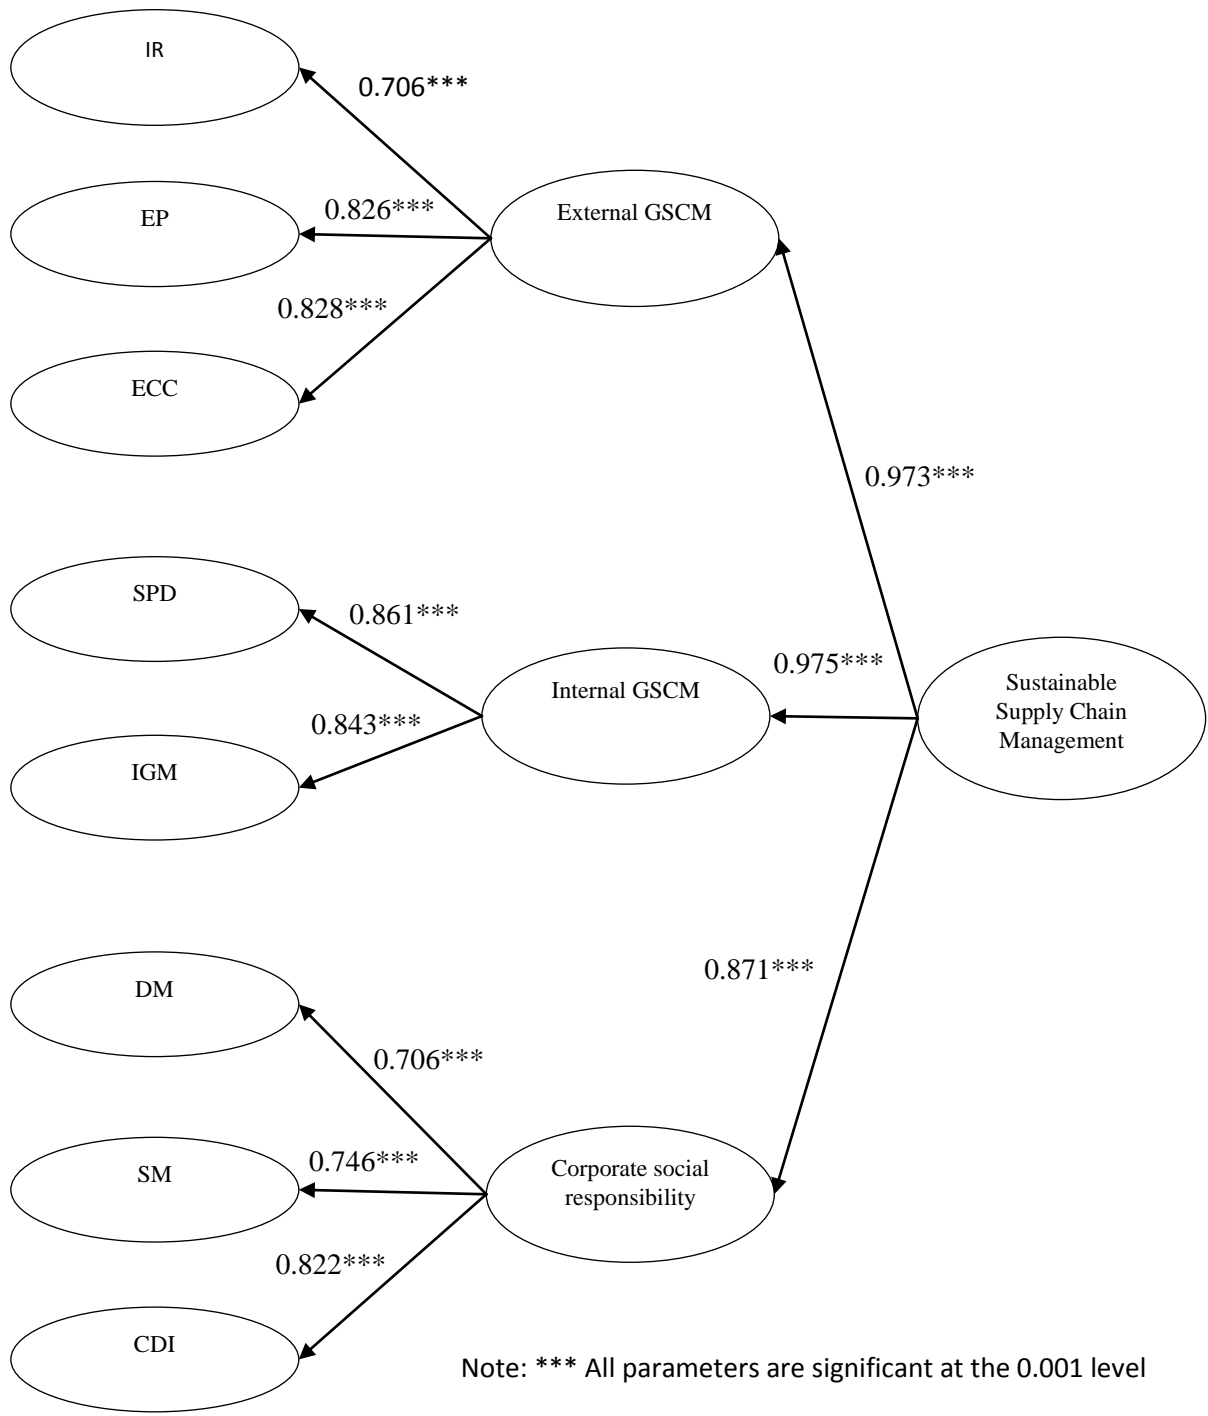 IR
0.706***
EP
0.826***
External GSCM
0.828***
ECC
0.973***
SPD
0.861***
Internal GSCM
0.975***
Sustainable
Supply Chain
Management
0.843***
IGM
0.871***
DM
0.706***
SM
0.746***
Corporate social
responsibility
0.822***
CDI
Note: *** All parameters are significant at the 0.001 level